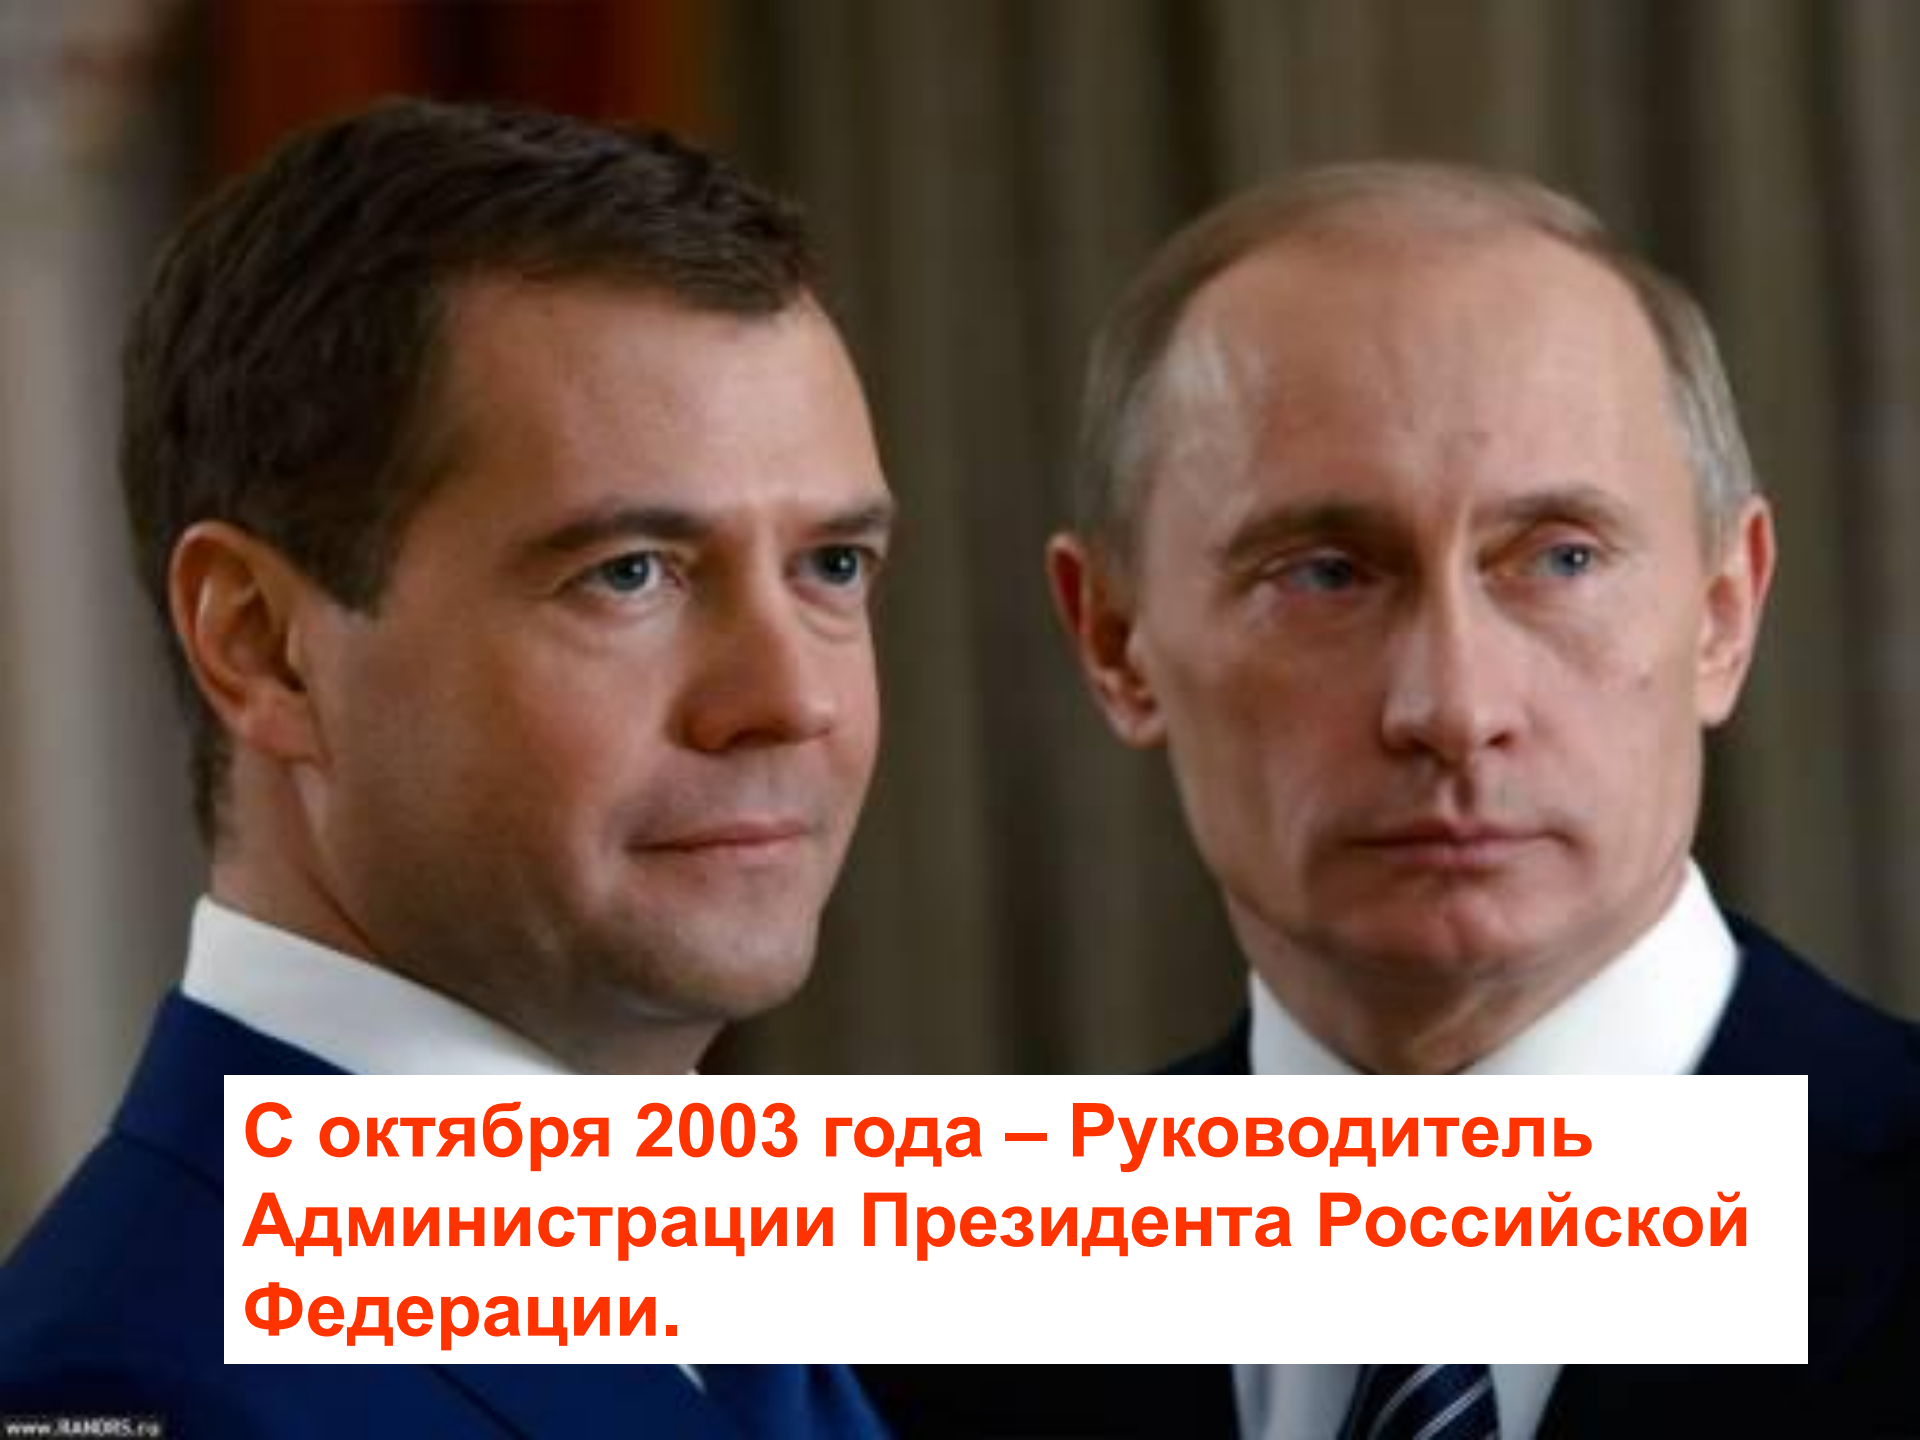 С октября 2003 года – Руководитель
Администрации Президента Российской
Федерации.